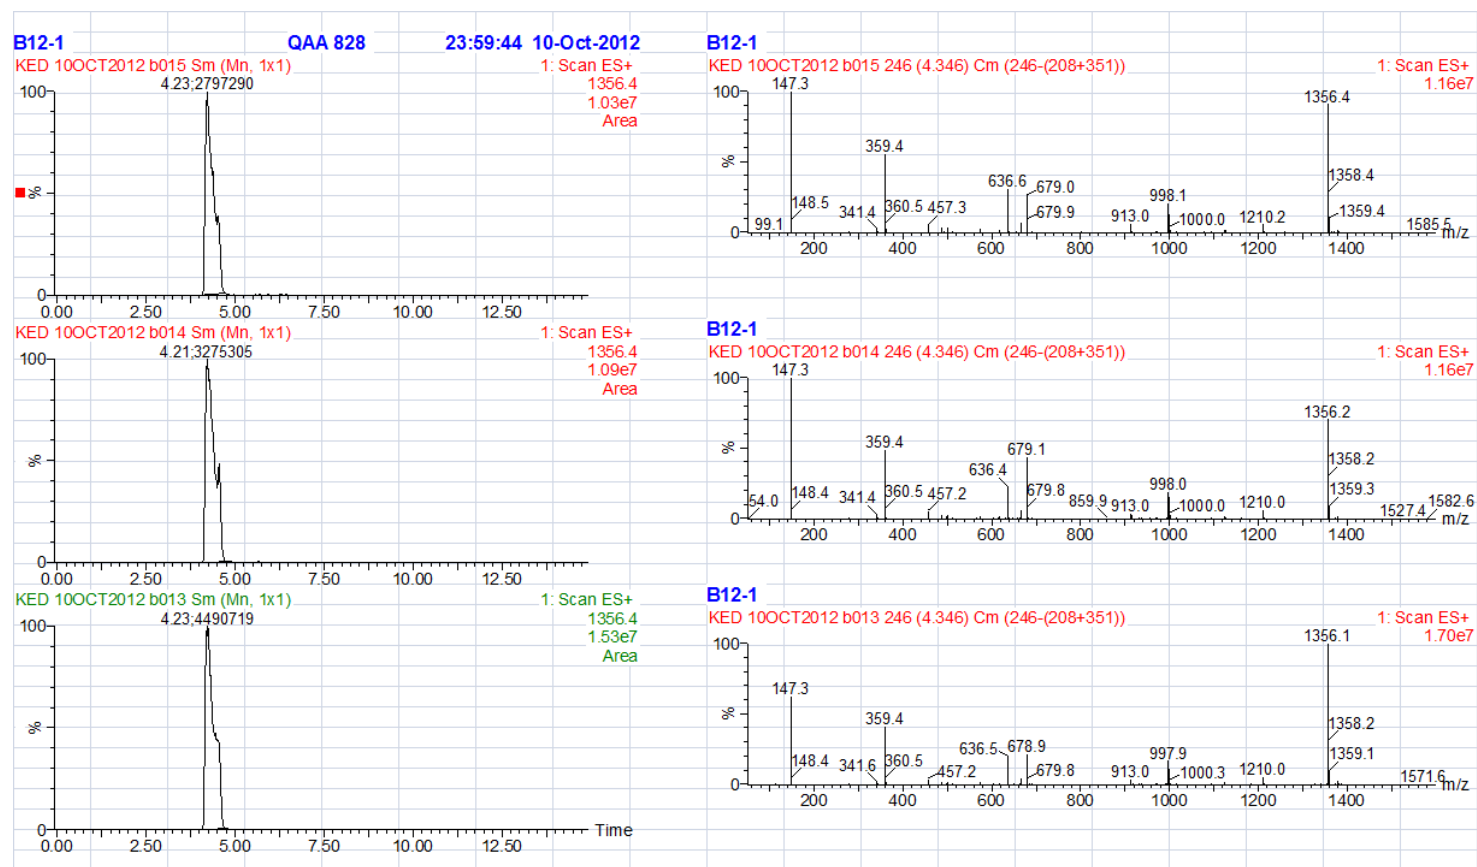 B12-1 QAA 828 23:59:44 10-Oct-2012
KED 10OCT2012 b015 Sm (Mn, 1x1) 1: Scan ES+
1356.4
1.03e7
Area
4.23;2797290
100
%
0
0.00 2.50 5.00 7.50 10.00 12.50
KED 10OCT2012 b014 Sm (Mn, 1x1) 1: Scan ES+
1356.4
1.09e7
Area
4.21;3275305
100
%
0
0.00 2.50 5.00 7.50 10.00 12.50
KED 10OCT2012 b013 Sm (Mn, 1x1) 1: Scan ES+
1356.4
1.53e7
Area
4.23;4490719
100
%
0
Time
0.00 2.50 5.00 7.50 10.00 12.50
B12-1
KED 10OCT2012 b015 246 (4.346) Cm (246-(208+351)) 1: Scan ES+
1.16e7
100
%
0
147.3
1356.4
359.4
636.6
679.0
1358.4
148.5
341.4
360.5
457.3
679.9
913.0
998.1
1000.0
1210.2
1359.4
99.1
1585.5
m/z
200 400 600 800 1000 1200 1400
B12-1
KED 10OCT2012 b014 246 (4.346) Cm (246-(208+351)) 1: Scan ES+
1.16e7
100
%
0
147.3
1356.2
359.4
679.1
636.4
1358.2
148.4
341.4
360.5
457.2
679.8
859.9
913.0
998.0
1000.0
1210.0
1359.3
54.0
1527.4
1582.6
m/z
200 400 600 800 1000 1200 1400
B12-1
KED 10OCT2012 b013 246 (4.346) Cm (246-(208+351)) 1: Scan ES+
1.70e7
100
%
0
1356.1
147.3
359.4
636.5
678.9
1358.2
148.4
341.6
360.5
457.2
679.8
913.0
997.9
1000.3
1210.0
1359.1
1571.6
m/z
200 400 600 800 1000 1200 1400